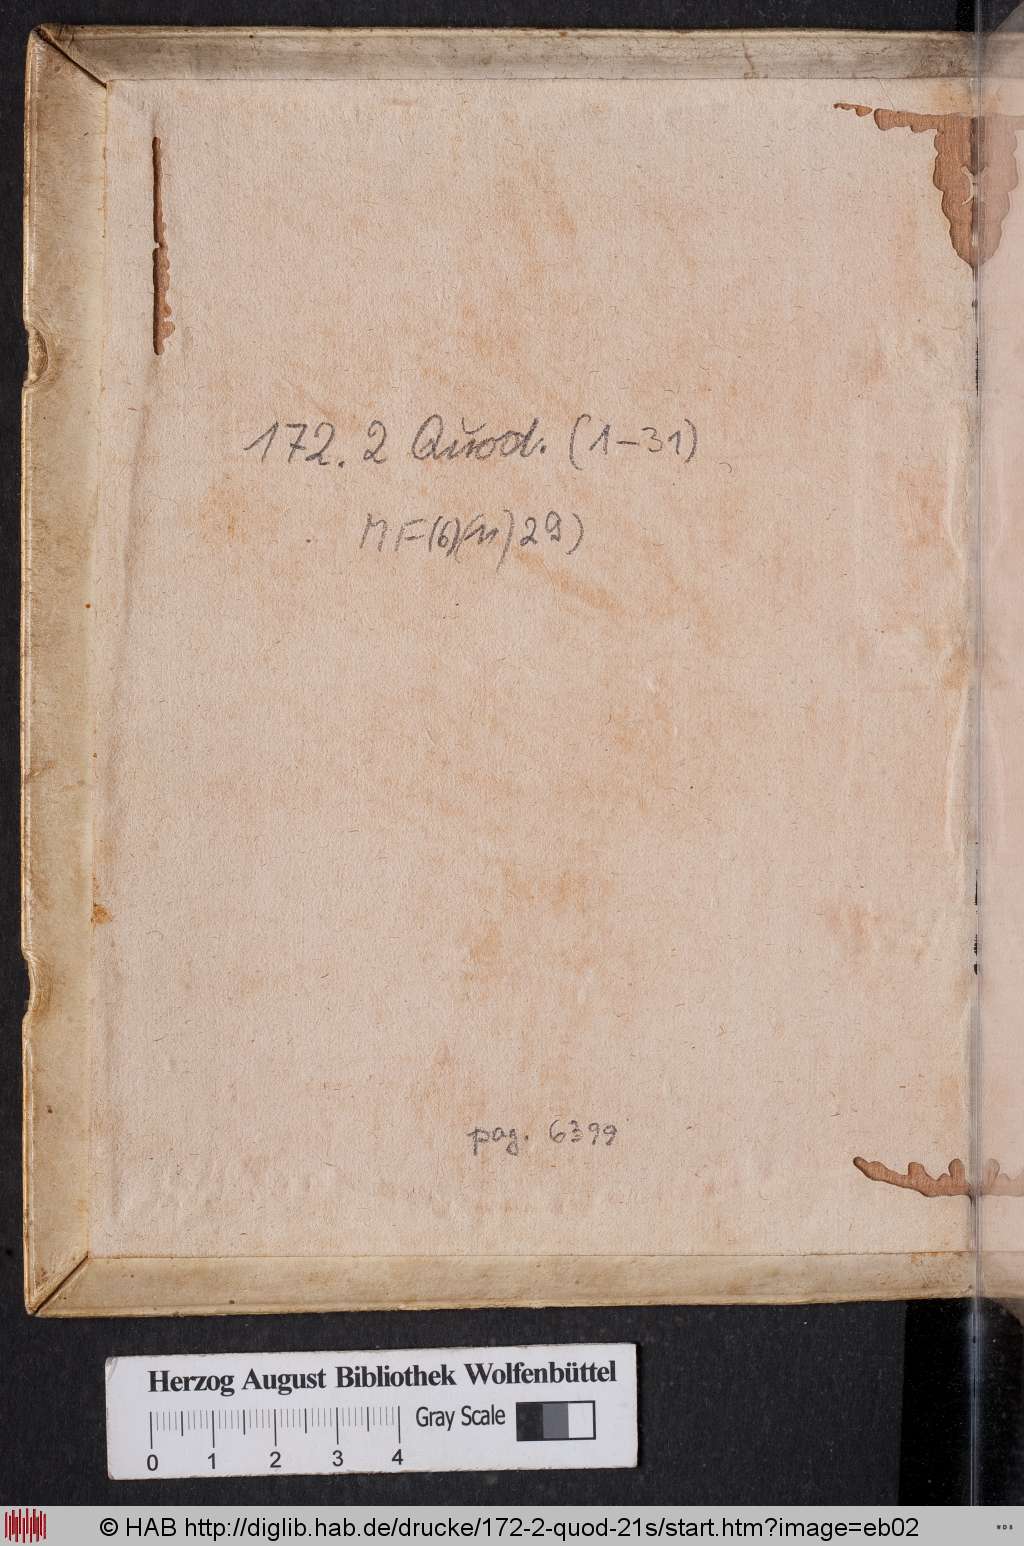 172. 2 Quod. (1-31)
MF (6) (11) 29)
pag. 6399
Herzog August Bibliothek Wolfenbüttel
Gray Scale
0 1 2 3 4
© HAB http://diglib.hab.de/drucke/172-2-quod-21s/start.htm?image=eb02